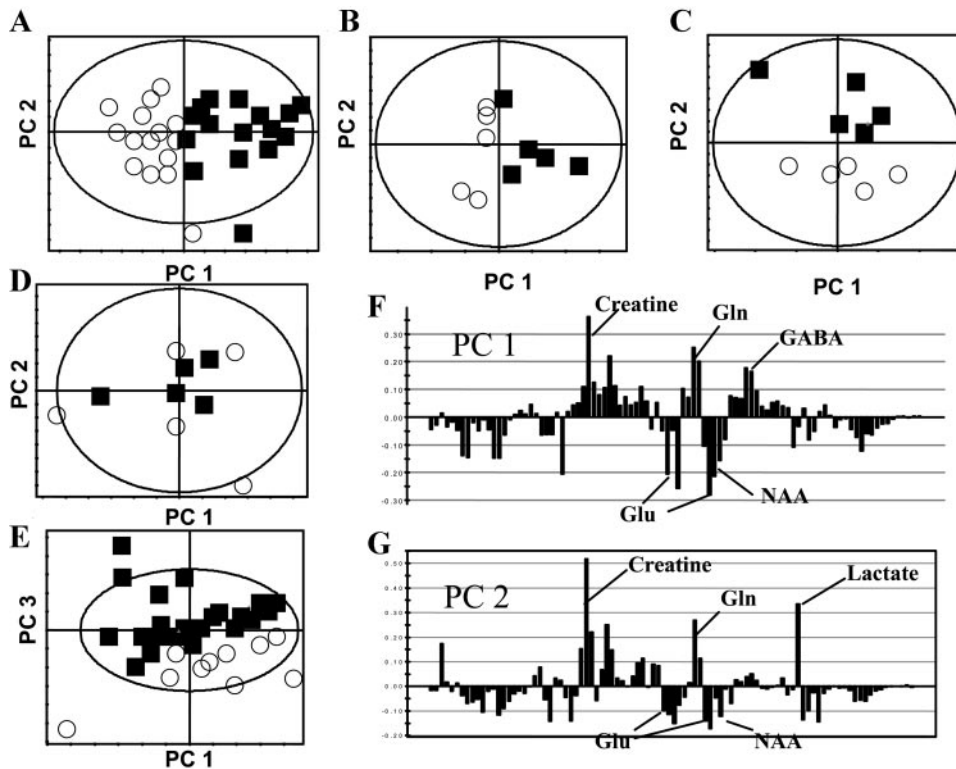 A
PC 2
PC 1
B
PC 2
PC 1
C
PC 2
PC 1
D
PC 2
PC 1
E
PC 3
PC 1
F
PC 1
Creatine
Gln
GABA
Glu
NAA
0.30
0.20
0.10
0.00
-0.10
-0.20
-0.30
G
PC 2
Creatine
Gln
Lactate
Glu
NAA
0.50
0.40
0.30
0.20
0.10
0.00
-0.10
-0.20